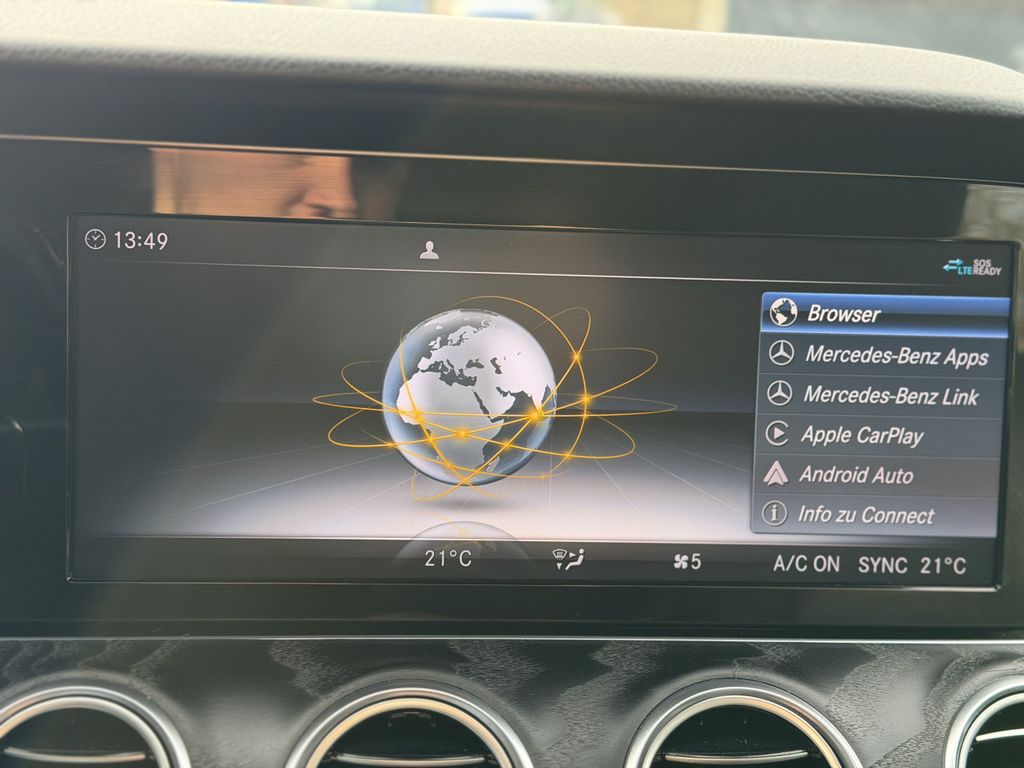 13:49
SOS
LTE READY
Browser
Mercedes-Benz Apps
Mercedes-Benz Link
Apple CarPlay
Android Auto
Info zu Connect
21°C
5
A/C ON SYNC 21°C